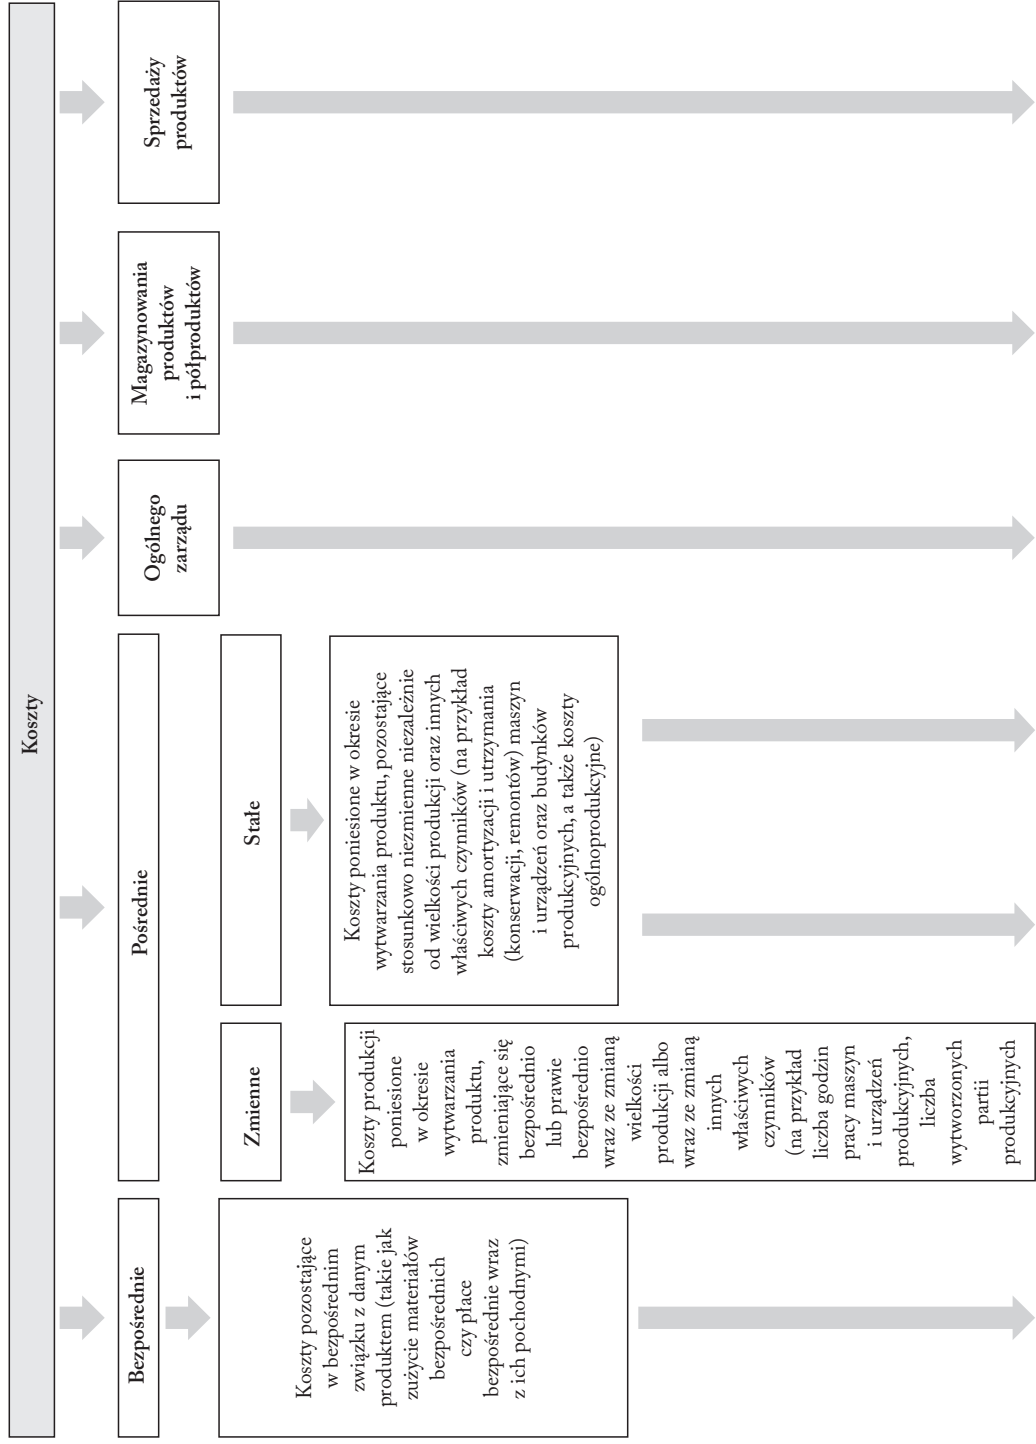 Koszty
Bezpośrednie
Pośrednie
Ogólnego
zarządu
Magazynowania
produktów
i półproduktów
Sprzedaży
produktów
Zmienne
Stałe
Koszty pozostające
w bezpośrednim
związku z danym
produktem (takie jak
zużycie materiałów
bezpośrednich
czy płace
bezpośrednie wraz
z ich pochodnymi)
Koszty produkcji
poniesione
w okresie
wytwarzania
produktu,
zmieniające się
bezpośrednio
lub prawie
bezpośrednio
wraz ze zmianą
wielkości
produkcji albo
wraz ze zmianą
innych
właściwych
czynników
(na przykład
liczba godzin
pracy maszyn
i urządzeń
produkcyjnych,
liczba
wytworzonych
partii
produkcyjnych
Koszty poniesione w okresie
wytwarzania produktu, pozostające
stosunkowo niezmienne niezależnie
od wielkości produkcji oraz innych
właściwych czynników (na przykład
koszty amortyzacji i utrzymania
(konserwacji, remontów) maszyn
i urządzeń oraz budynków
produkcyjnych, a także koszty
ogólnoprodukcyjne)